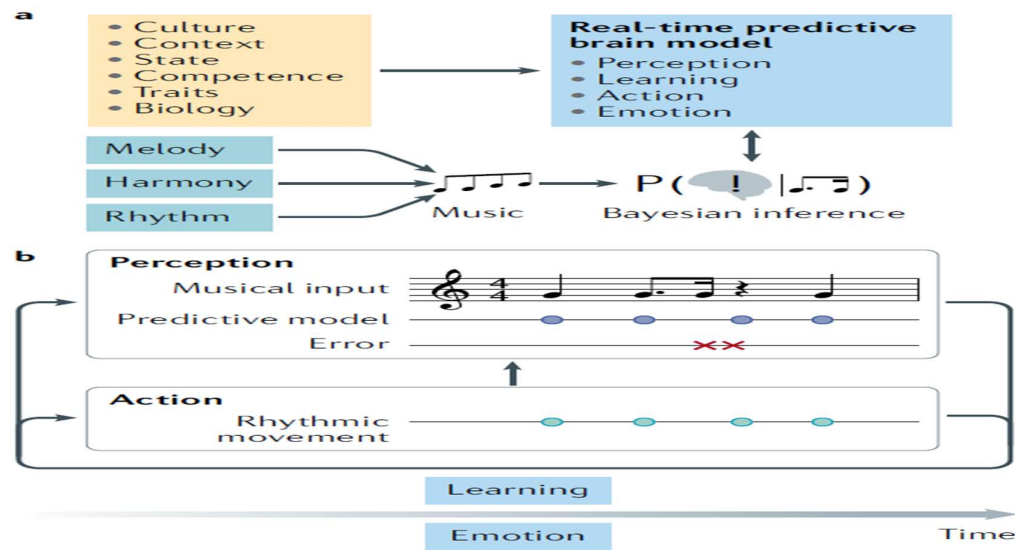 a
• Culture
• Context
• State
• Competence
• Traits
• Biology
Real-time predictive
brain model
• Perception
• Learning
• Action
• Emotion
Melody
Harmony
Rhythm
Music
P( ! | )
Bayesian inference
b
Perception
Musical input
4
4
Predictive model
Error
Action
Rhythmic
movement
Learning
Emotion
Time